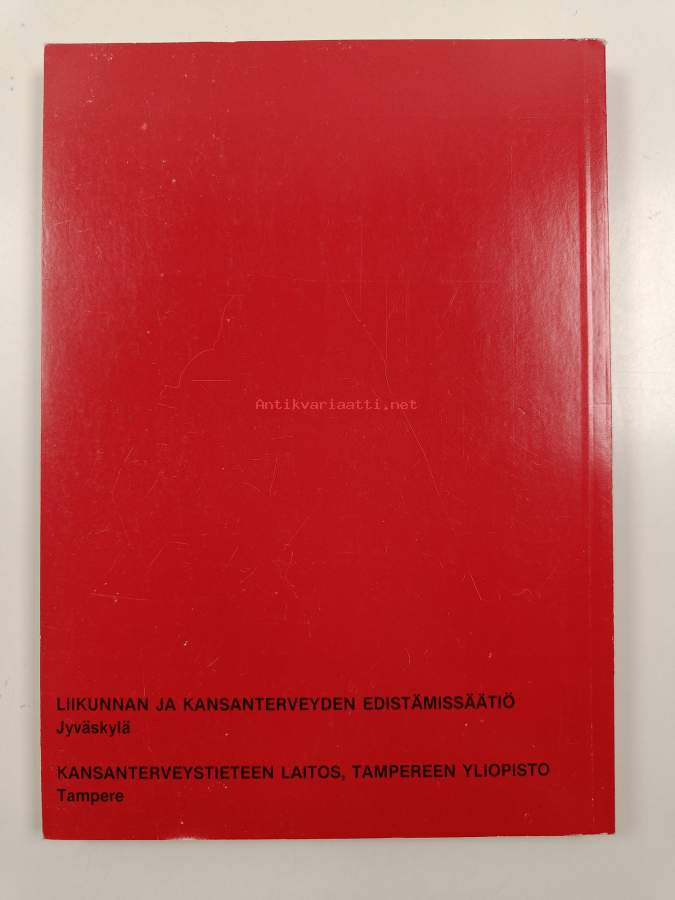 Antikvariaatti.net
LIIKUNNAN JA KANSANTERVEYDEN EDISTÄMISSÄÄTIÖ
Jyväskylä
KANSANTERVEYSTIETEEN LAITOS, TAMPEREEN YLIOPISTO
Tampere